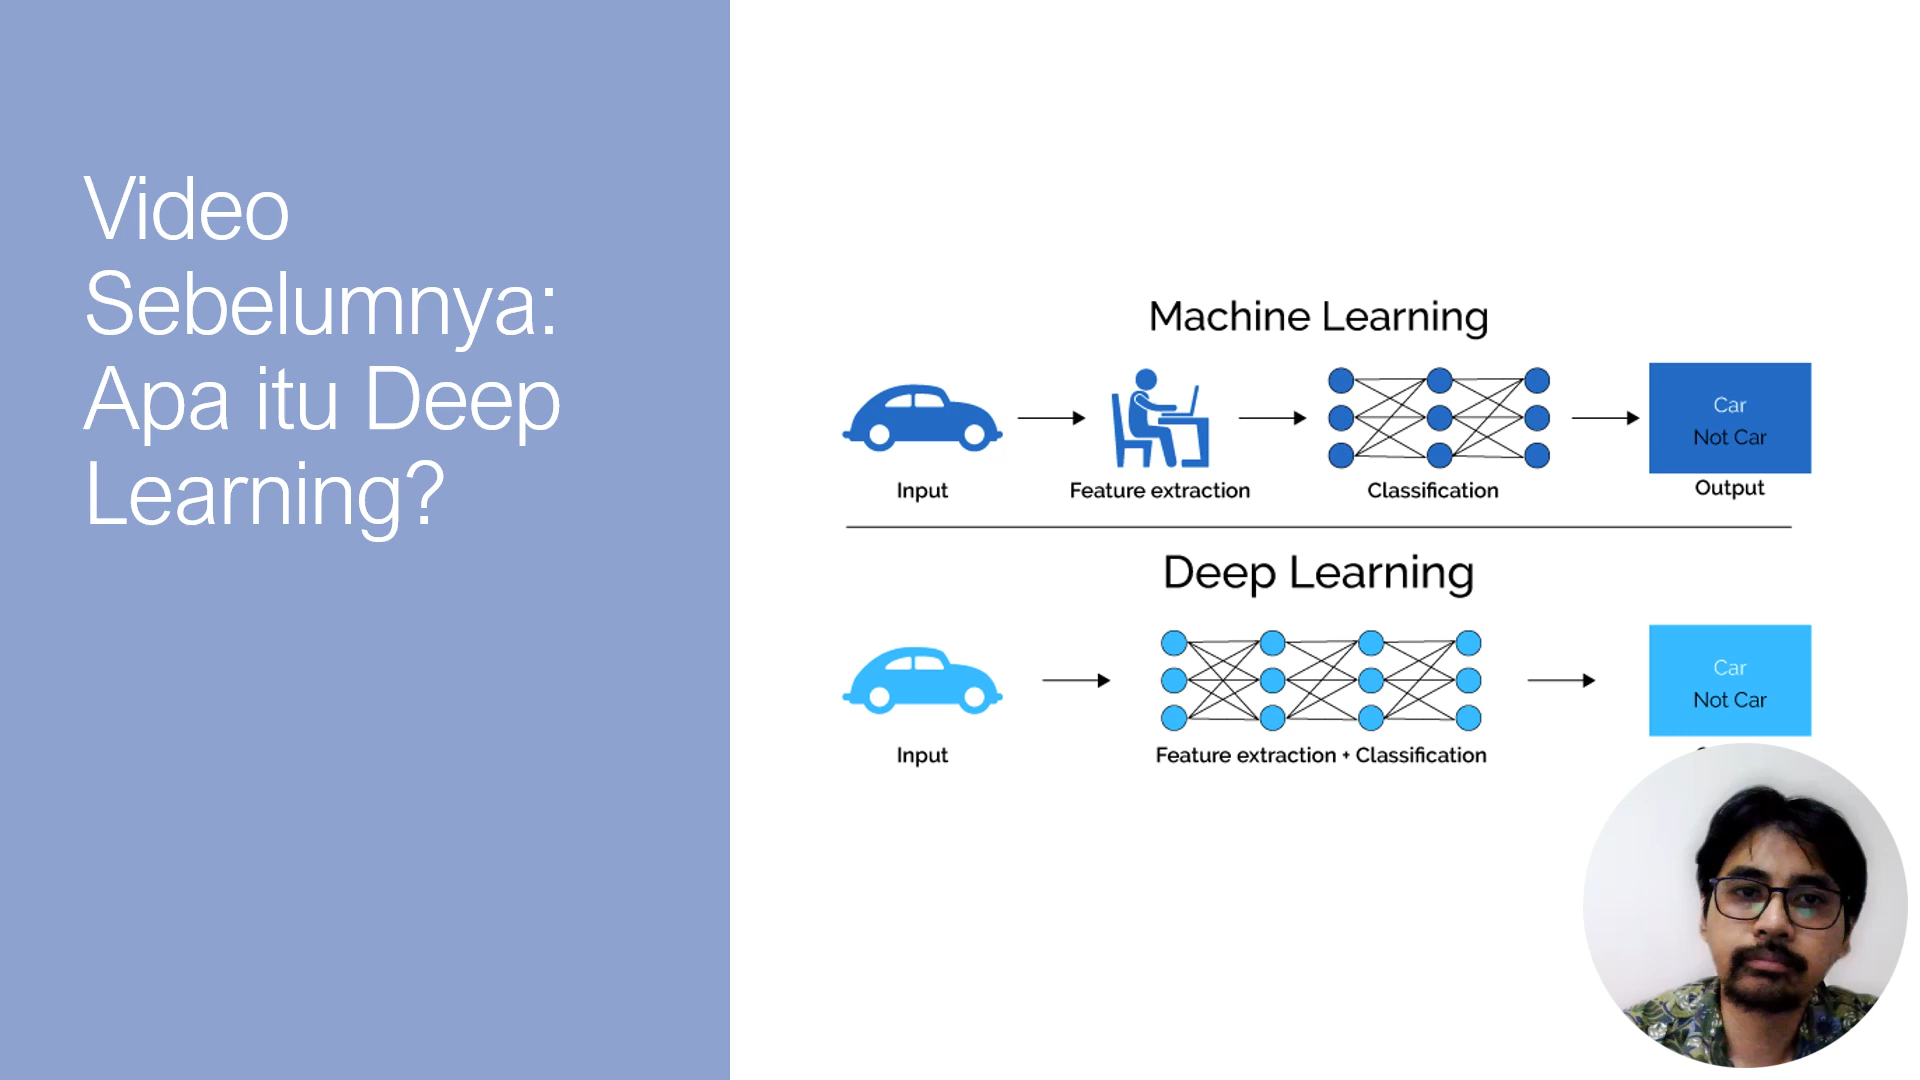 Video
Sebelumnya:
Apa itu Deep
Learning?
Machine Learning
Car
Not Car
Input
Feature extraction
Classification
Output
Deep Learning
Car
Not Car
Input
Feature extraction + Classification